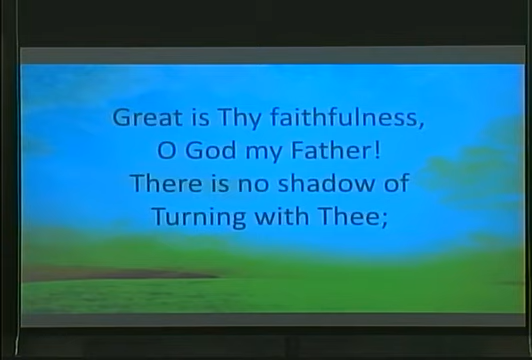 Great is Thy faithfulness,
O God my Father!
There is no shadow of
Turning with Thee;